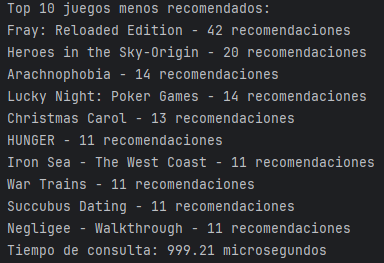 Top 10 juegos menos recomendados:
Fray: Reloaded Edition - 42 recomendaciones
Heroes in the Sky-Origin - 20 recomendaciones
Arachnophobia - 14 recomendaciones
Lucky Night: Poker Games - 14 recomendaciones
Christmas Carol - 13 recomendaciones
HUNGER - 11 recomendaciones
Iron Sea - The West Coast - 11 recomendaciones
War Trains - 11 recomendaciones
Succubus Dating - 11 recomendaciones
Negligee - Walkthrough - 11 recomendaciones
Tiempo de consulta: 999.21 microsegundos